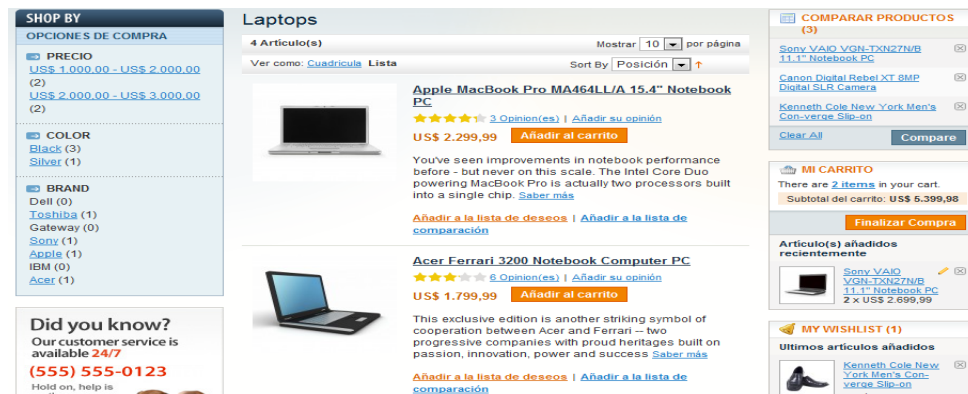 SHOP BY
OPCIONES DE COMPRA
PRECIO
US$ 1.000,00 - US$ 2.000,00
(2)
US$ 2.000,00 - US$ 3.000,00
(2)
COLOR
Black (3)
Silver (1)
BRAND
Dell (0)
Toshiba (1)
Gateway (0)
Sony (1)
Apple (1)
IBM (0)
Acer (1)
Did you know?
Our customer service is
available 24/7
(555) 555-0123
Hold on, help is
Laptops
4 Artículo(s)
Mostrar 10 por página
Ver como: Cuadricula Lista
Sort By Posición
Apple MacBook Pro MA464LL/A 15.4" Notebook
PC
3 Opinion(es) | Añadir su opinión
US$ 2.299,99 Añadir al carrito
You've seen improvements in notebook performance
before - but never on this scale. The Intel Core Duo
powering MacBook Pro is actually two processors built
into a single chip. Saber más
Añadir a la lista de deseos | Añadir a la lista de
comparación
Acer Ferrari 3200 Notebook Computer PC
6 Opinion(es) | Añadir su opinión
US$ 1.799,99 Añadir al carrito
This exclusive edition is another striking symbol of
cooperation between Acer and Ferrari -- two
progressive companies with proud heritages built on
passion, innovation, power and success Saber más
Añadir a la lista de deseos | Añadir a la lista de
comparación
COMPARAR PRODUCTOS
(3)
Sony VAIO VGN-TXN27N/B
11.1" Notebook PC
Canon Digital Rebel XT 8MP
Digital SLR Camera
Kenneth Cole New York Men's
Con-verge Slip-on
Clear All Compare
MI CARRITO
There are 2 items in your cart.
Subtotal del carrito: US$ 5.399,98
Finalizar Compra
Artículo(s) añadidos
recientemente
Sony VAIO
VGN-TXN27N/B
11.1" Notebook PC
2 x US$ 2.699,99
MY WISHLIST (1)
Ultimos artículos añadidos
Kenneth Cole New
York Men's Con-
verge Slip-on